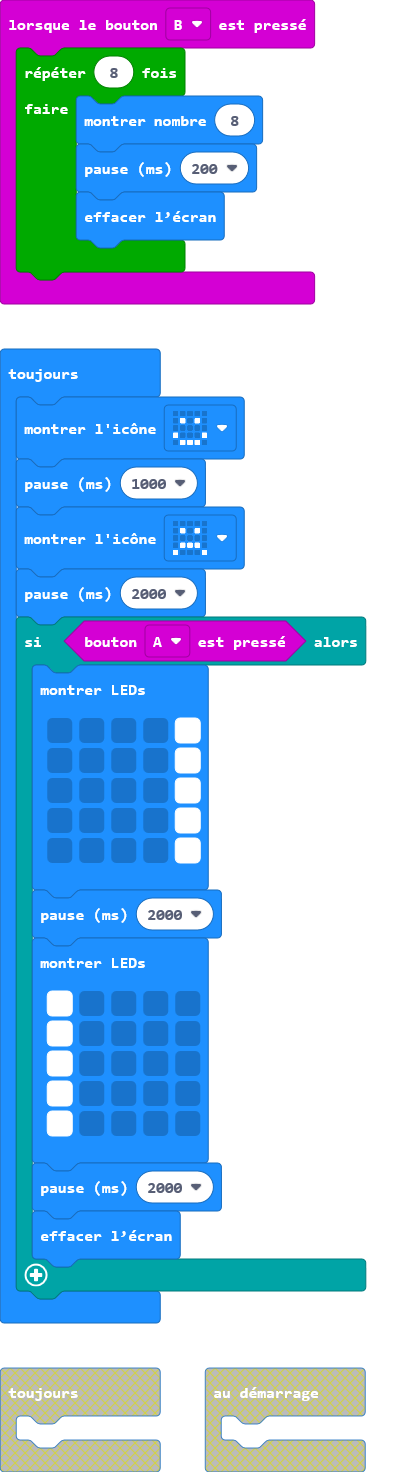 lorsque le bouton B est pressé
répéter 8 fois
faire
montrer nombre 8
pause (ms) 200
effacer l’écran
toujours
montrer l'icône
pause (ms) 1000
montrer l'icône
pause (ms) 2000
si bouton A est pressé alors
montrer LEDs
pause (ms) 2000
montrer LEDs
pause (ms) 2000
effacer l’écran
toujours
au démarrage